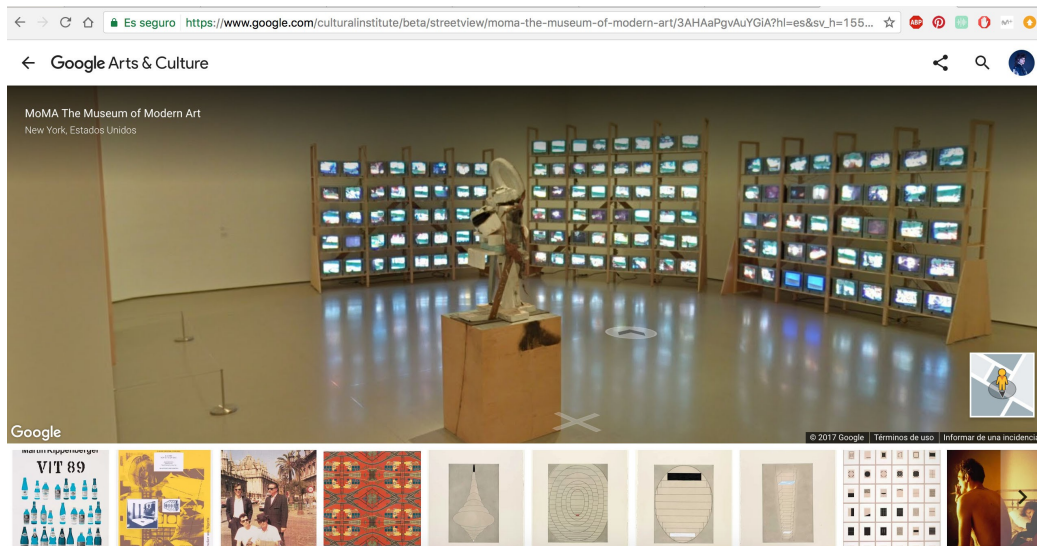 Es seguro https://www.google.com/culturalinstitute/beta/streetview/moma-the-museum-of-modern-art/3AHAaPgvAuYGiA?hl=es&sv_h=155...
ABP
Google Arts & Culture
MoMA The Museum of Modern Art
New York, Estados Unidos
Google
© 2017 Google Términos de uso Informar de una incidencia
Martin Kippenberger
VIT 89